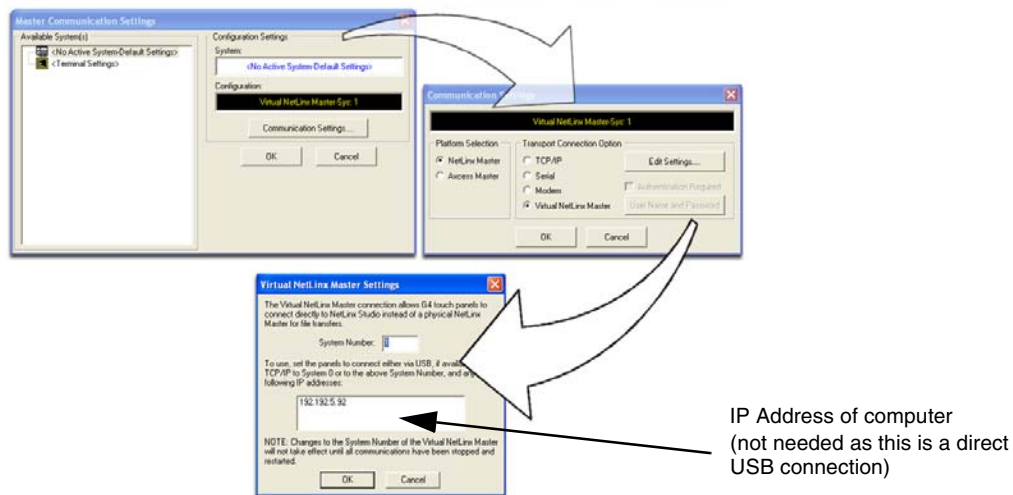 Master Communication Settings
Available System(s)
<No Active System-Default Settings>
<Terminal Settings>
Configuration Settings
System:
<No Active System-Default Settings>
Configuration:
Virtual NetLinx Master-Sys: 1
Communication Settings....
OK
Cancel
Communication
Virtual NetLinx Master-Sys: 1
Platform Selection
NetLinx Master
Axcess Master
Transport Connection Option
TCP/IP
Serial
Modem
Virtual NetLinx Master
Edit Settings....
Authentication Required
User Name and Password
OK
Cancel
Virtual NetLinx Master Settings
The Virtual NetLinx Master connection allows G4 touch panels to
connect directly to NetLinx Studio instead of a physical NetLinx
Master for file transfers.
System Number:
1
To use, set the panels to connect either via USB, if
TCP/IP to System 0 or to the above System Number, and
following IP addresses:
192.192.5.92
NOTE: Changes to the System Number of the Virtual NetLinx Master
will not take effect until all communications have been stopped and
restarted.
OK
Cancel
IP Address of computer
(not needed as this is a direct
USB connection)